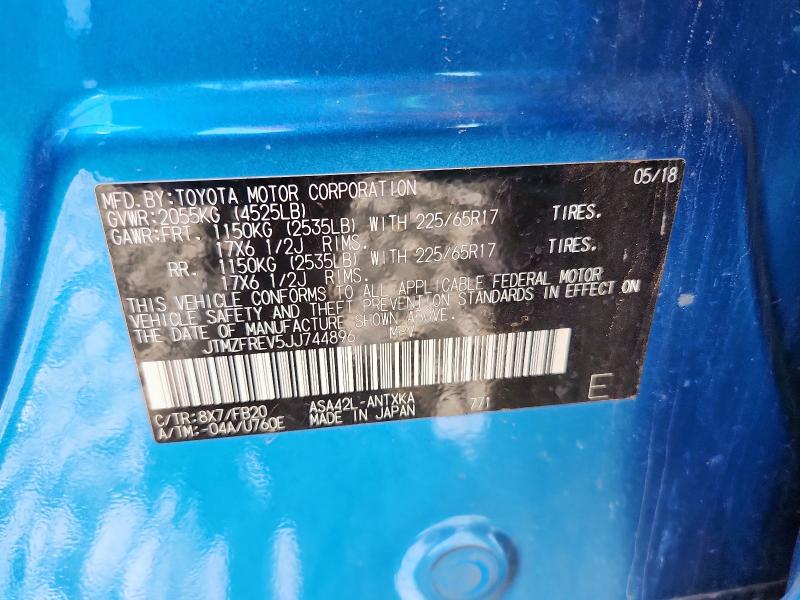 MFD.BY:TOYOTA MOTOR CORPORATION 05/18
GVWR:2055KG (4525LB)
GAWR:FRT. 1150KG (2535LB) WITH 225/65R17 TIRES.
17X6 1/2J RIMS.
RR. 1150KG (2535LB) WITH 225/65R17 TIRES.
17X6 1/2J RIMS.
THIS VEHICLE CONFORMS TO ALL APPLICABLE FEDERAL MOTOR
VEHICLE SAFETY AND THEFT PREVENTION STANDARDS IN EFFECT ON
THE DATE OF MANUFACTURE SHOWN ABOVE.
JTMZFREV5JJ744896 MPV
C/TR:8X7/FB20 ASA42L-ANTXKA 771
A/TM:-04A/U760E MADE IN JAPAN E